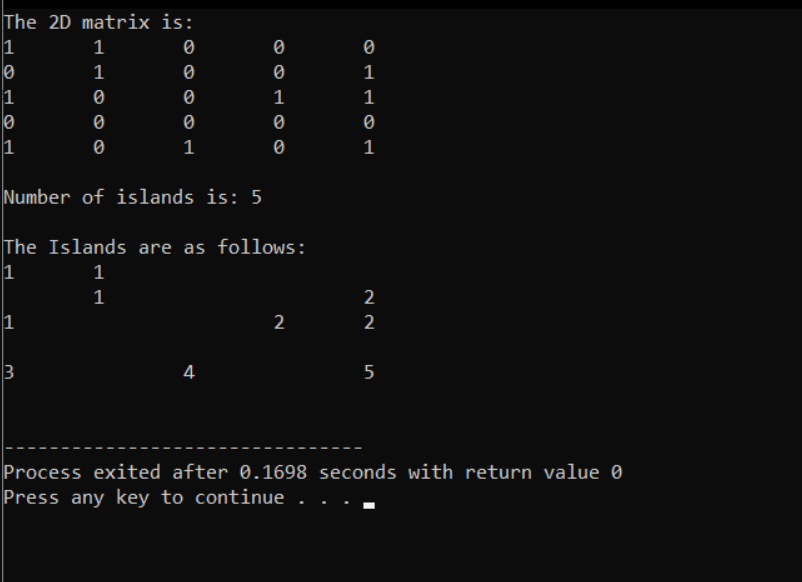 The 2D matrix is:
1 1 0 0 0
0 1 0 0 1
1 0 0 1 1
0 0 0 0 0
1 0 1 0 1
Number of islands is: 5
The Islands are as follows:
1 1
1 2
1 2 2
3 4 5
--------------------------------
Process exited after 0.1698 seconds with return value 0
Press any key to continue . . .